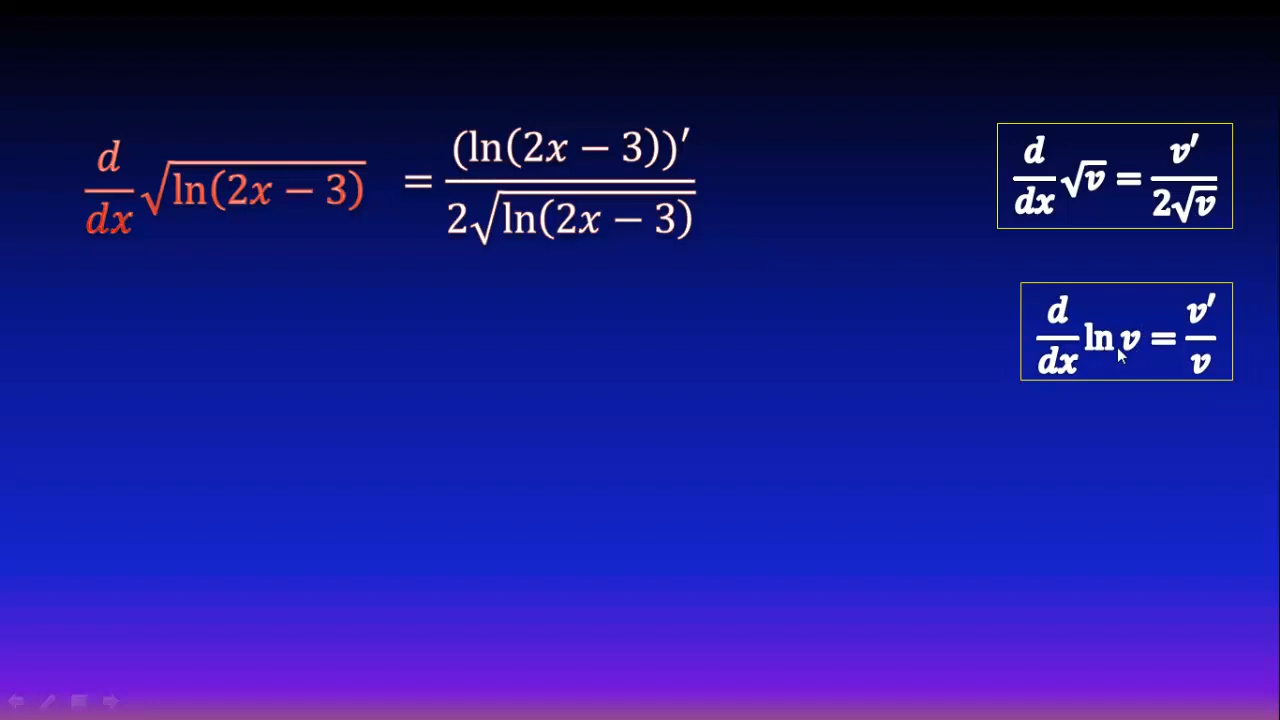 d/dx √(ln(2x − 3)) = (ln(2x − 3))′ / 2√(ln(2x − 3))
d/dx √v = v′/2√v
d/dx ln v = v′/v